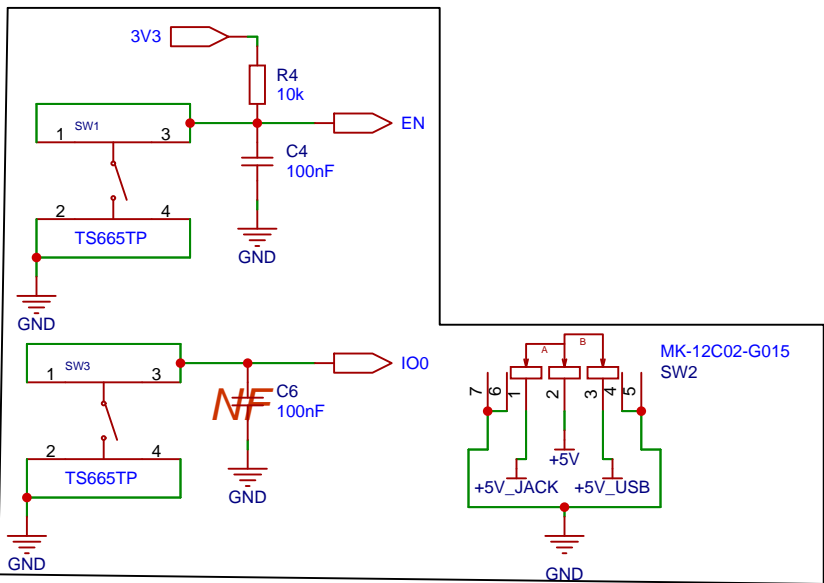 3V3
R4
10k
EN
SW1
1
3
C4
100nF
2
4
TS665TP
GND
GND
SW3
1
3
IO0
NF
C6
100nF
2
4
TS665TP
GND
GND
A
B
MK-12C02-G015
SW2
7
6
1
2
3
4
5
+5V
+5V_JACK
+5V_USB
GND